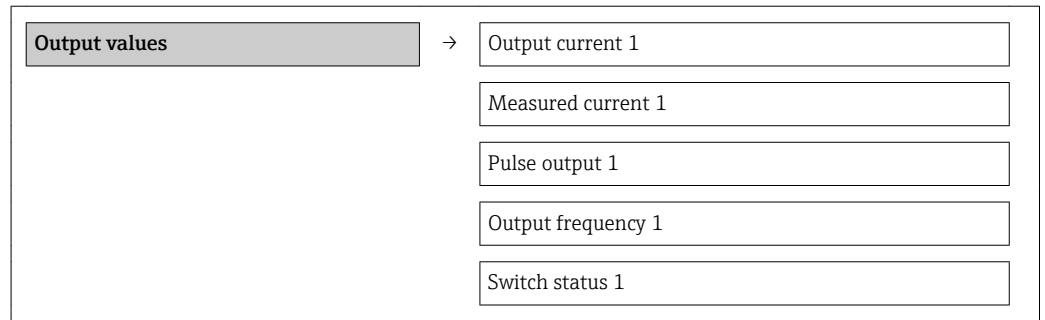 Output values → Output current 1
Measured current 1
Pulse output 1
Output frequency 1
Switch status 1